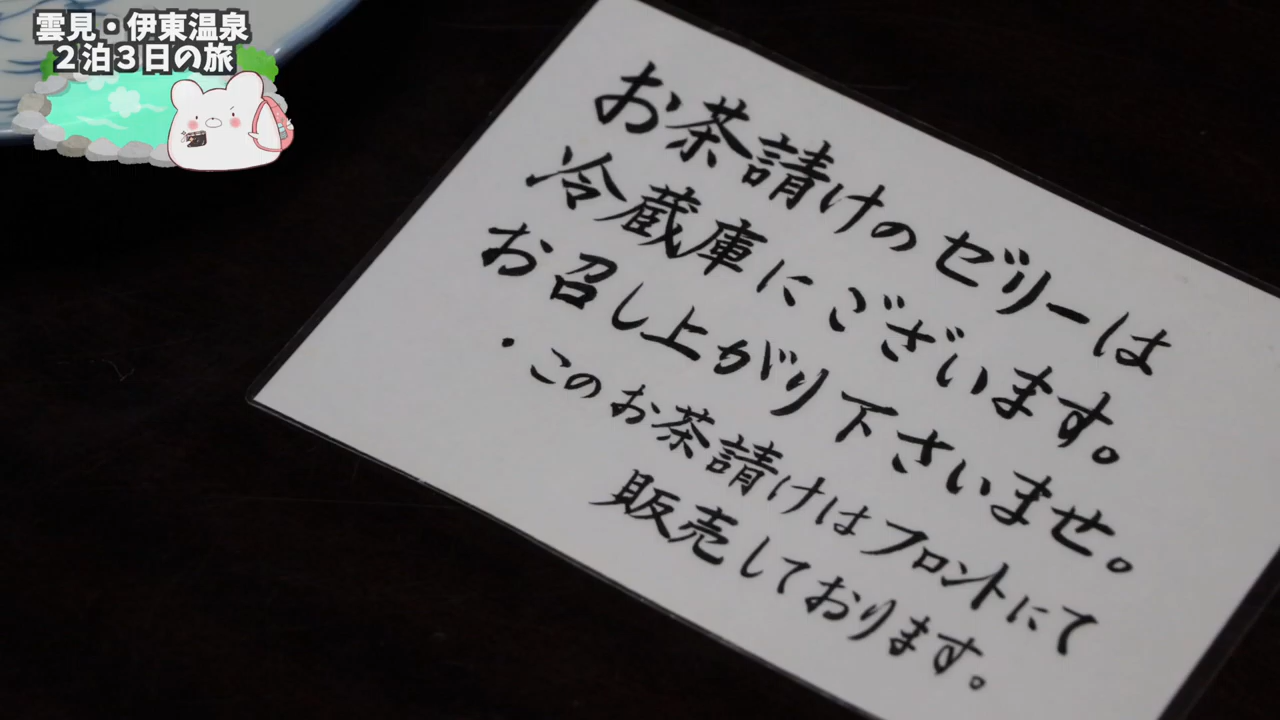 雲見・伊東温泉
2泊3日の旅
お茶請けのゼリーは
冷蔵庫にございます。
お召し上がり下さいませ。
・このお茶請けはフロントにて
販売しております。